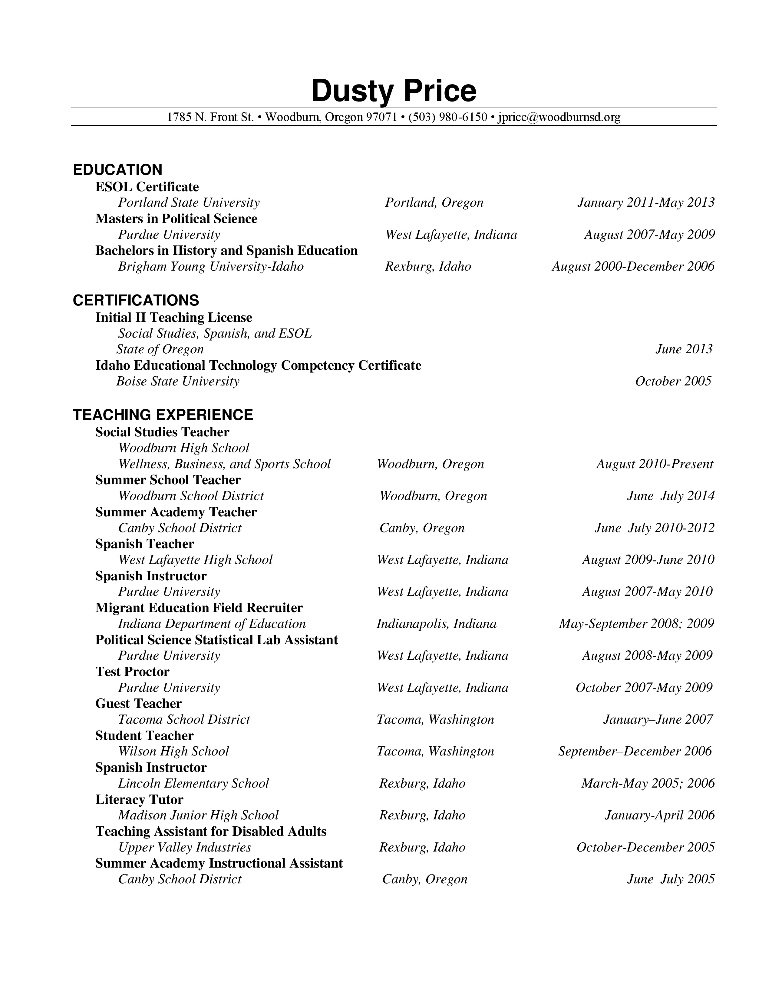 Dusty Price
1785 N. Front St. • Woodburn, Oregon 97071 • (503) 980-6150 • jprice@woodburnsd.org
EDUCATION
ESOL Certificate
Portland State University Portland, Oregon January 2011-May 2013
Masters in Political Science
Purdue University West Lafayette, Indiana August 2007-May 2009
Bachelors in History and Spanish Education
Brigham Young University-Idaho Rexburg, Idaho August 2000-December 2006
CERTIFICATIONS
Initial II Teaching License
Social Studies, Spanish, and ESOL
State of Oregon June 2013
Idaho Educational Technology Competency Certificate
Boise State University October 2005
TEACHING EXPERIENCE
Social Studies Teacher
Woodburn High School
Wellness, Business, and Sports School Woodburn, Oregon August 2010-Present
Summer School Teacher
Woodburn School District Woodburn, Oregon June July 2014
Summer Academy Teacher
Canby School District Canby, Oregon June July 2010-2012
Spanish Teacher
West Lafayette High School West Lafayette, Indiana August 2009-June 2010
Spanish Instructor
Purdue University West Lafayette, Indiana August 2007-May 2010
Migrant Education Field Recruiter
Indiana Department of Education Indianapolis, Indiana May-September 2008; 2009
Political Science Statistical Lab Assistant
Purdue University West Lafayette, Indiana August 2008-May 2009
Test Proctor
Purdue University West Lafayette, Indiana October 2007-May 2009
Guest Teacher
Tacoma School District Tacoma, Washington January–June 2007
Student Teacher
Wilson High School Tacoma, Washington September–December 2006
Spanish Instructor
Lincoln Elementary School Rexburg, Idaho March-May 2005; 2006
Literacy Tutor
Madison Junior High School Rexburg, Idaho January-April 2006
Teaching Assistant for Disabled Adults
Upper Valley Industries Rexburg, Idaho October-December 2005
Summer Academy Instructional Assistant
Canby School District Canby, Oregon June July 2005